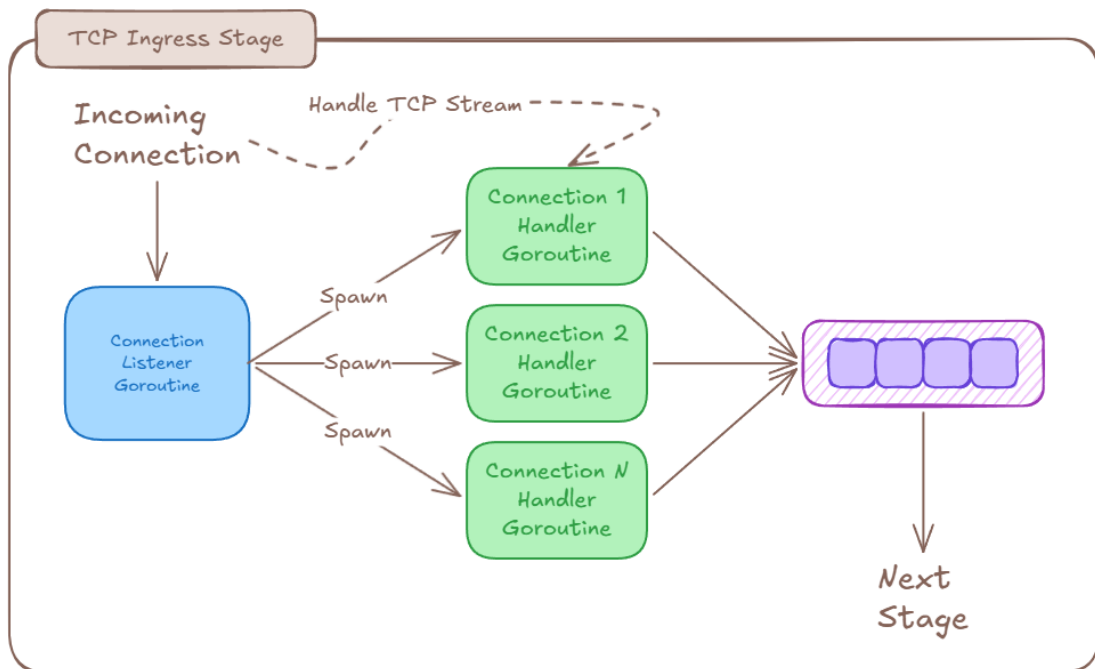 TCP Ingress Stage
Incoming
Connection
Handle TCP Stream
Connection 1
Handler
Goroutine
Spawn
Connection
Listener
Goroutine
Spawn
Connection 2
Handler
Goroutine
Spawn
Connection N
Handler
Goroutine
Next
Stage